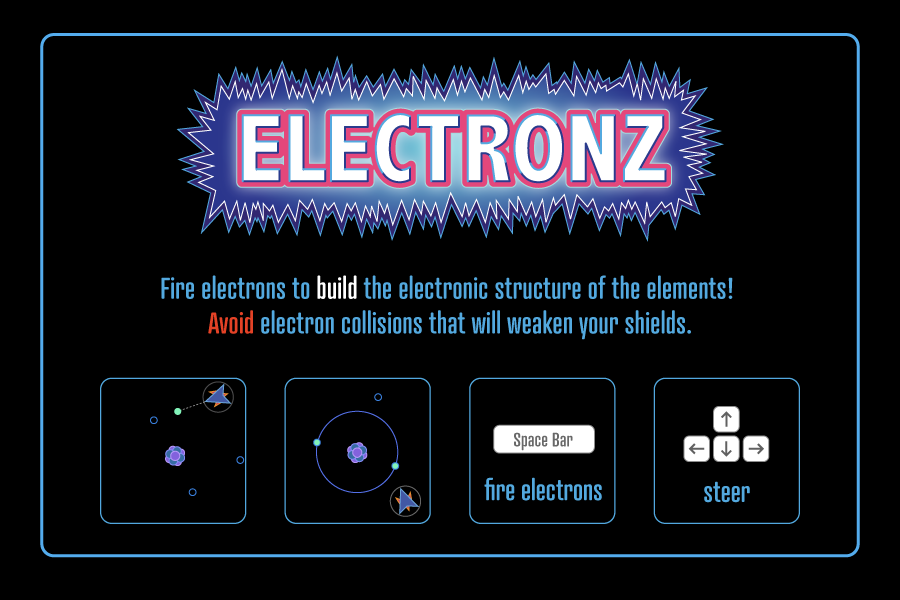 ELECTRONZ
Fire electrons to build the electronic structure of the elements!
Avoid electron collisions that will weaken your shields.
Space Bar
fire electrons
steer